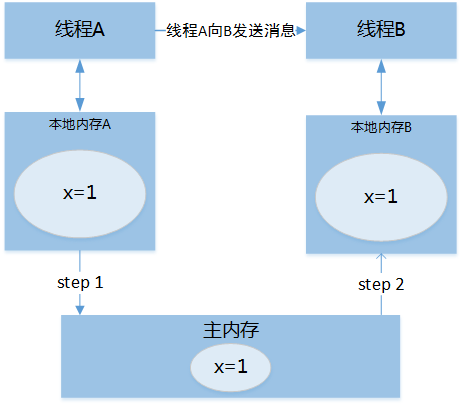 线程A
线程A向B发送消息
线程B
本地内存A
本地内存B
x=1
x=1
step 1
step 2
主内存
x=1